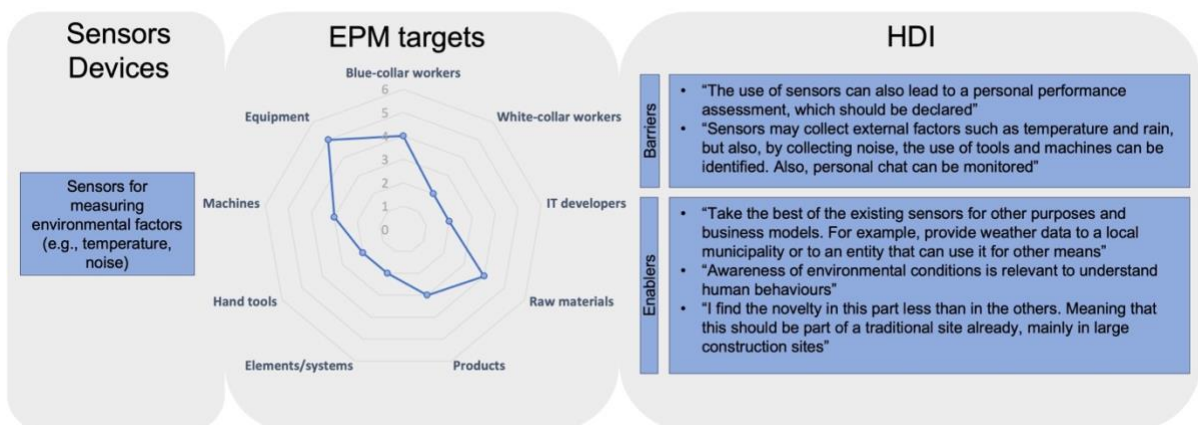 Sensors
Devices
Sensors for
measuring
environmental factors
(e.g., temperature,
noise)
EPM targets
Blue-collar workers
White-collar workers
IT developers
Raw materials
Products
Elements/systems
Hand tools
Machines
Equipment
6
5
4
3
2
1
0
HDI
Barriers
• “The use of sensors can also lead to a personal performance
assessment, which should be declared”
• “Sensors may collect external factors such as temperature and rain,
but also, by collecting noise, the use of tools and machines can be
identified. Also, personal chat can be monitored”
Enablers
• “Take the best of the existing sensors for other purposes and
business models. For example, provide weather data to a local
municipality or to an entity that can use it for other means”
• “Awareness of environmental conditions is relevant to understand
human behaviours”
• “I find the novelty in this part less than in the others. Meaning that
this should be part of a traditional site already, mainly in large
construction sites”